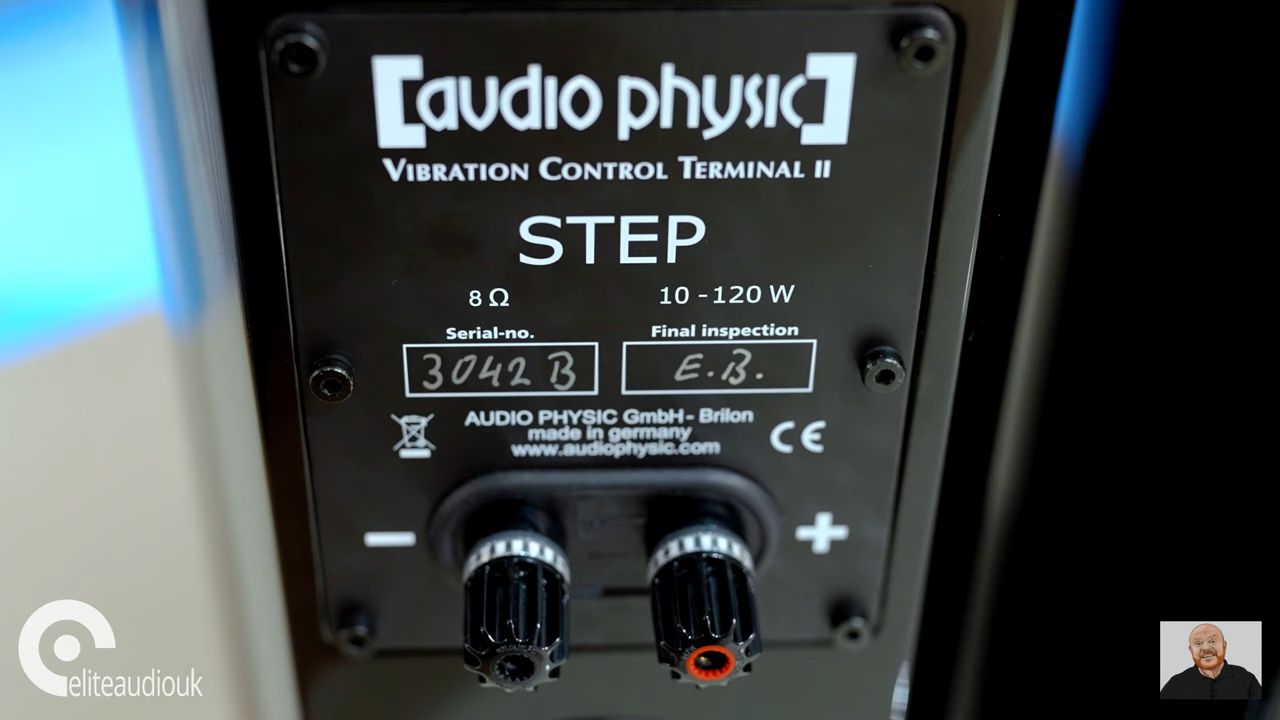 [audio physic]
VIBRATION CONTROL TERMINAL II
STEP
8 Ω 10 - 120 W
Serial-no. Final inspection
3042 B E.B.
AUDIO PHYSIC GmbH - Brilon
made in germany
www.audiophysic.com
CE
− +
eliteaudiouk